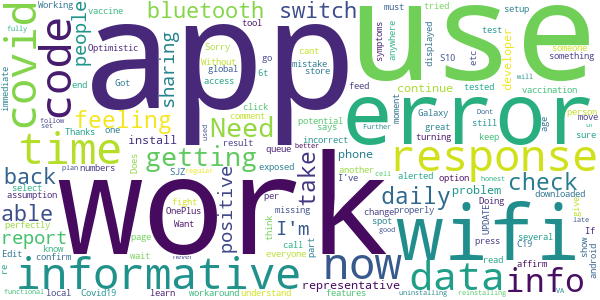 app
use
work
error
wifi
time
response
informative
covid
code
people
vaccine
Working
Optimistic
Got
bluetooth
sharing
feeling
Need
getting
install
switch
Sorry
Without
global
access
6t
tool
cant
mistake
store
go
click
comment
tried
must
anywhere
displayed
S10
etc
setup
fully
symptoms
test
developer
someone
something
continue
tested
vaccination
will
Galaxy
great
turning
Dont
still
keep
age
person
move
sure
moment
Further
potential
says
incorrect
feed
per
result
queue
used
better
immediate
follow
set
end
Thanks
one
Does
back
select
numbers
assumption
able
perfectly
report
Edit
know
re
confirm
page
wait
local
Covid19
learn
functional
plan
never
regular
SJZ
fight
OnePlus
Want
positive
exposed
missing
think
everyone
call
part
workaround
understand
features
take
I'm
now
phone
I've
another
cell
alerted
option
change
properly
spot
good
representative
daily
problem
downloaded
UPDATE
Doing
press
C19
several
read
data
info
affirm
uninstalling
reinstalling
check
give
late
honest
If
show
android
VA